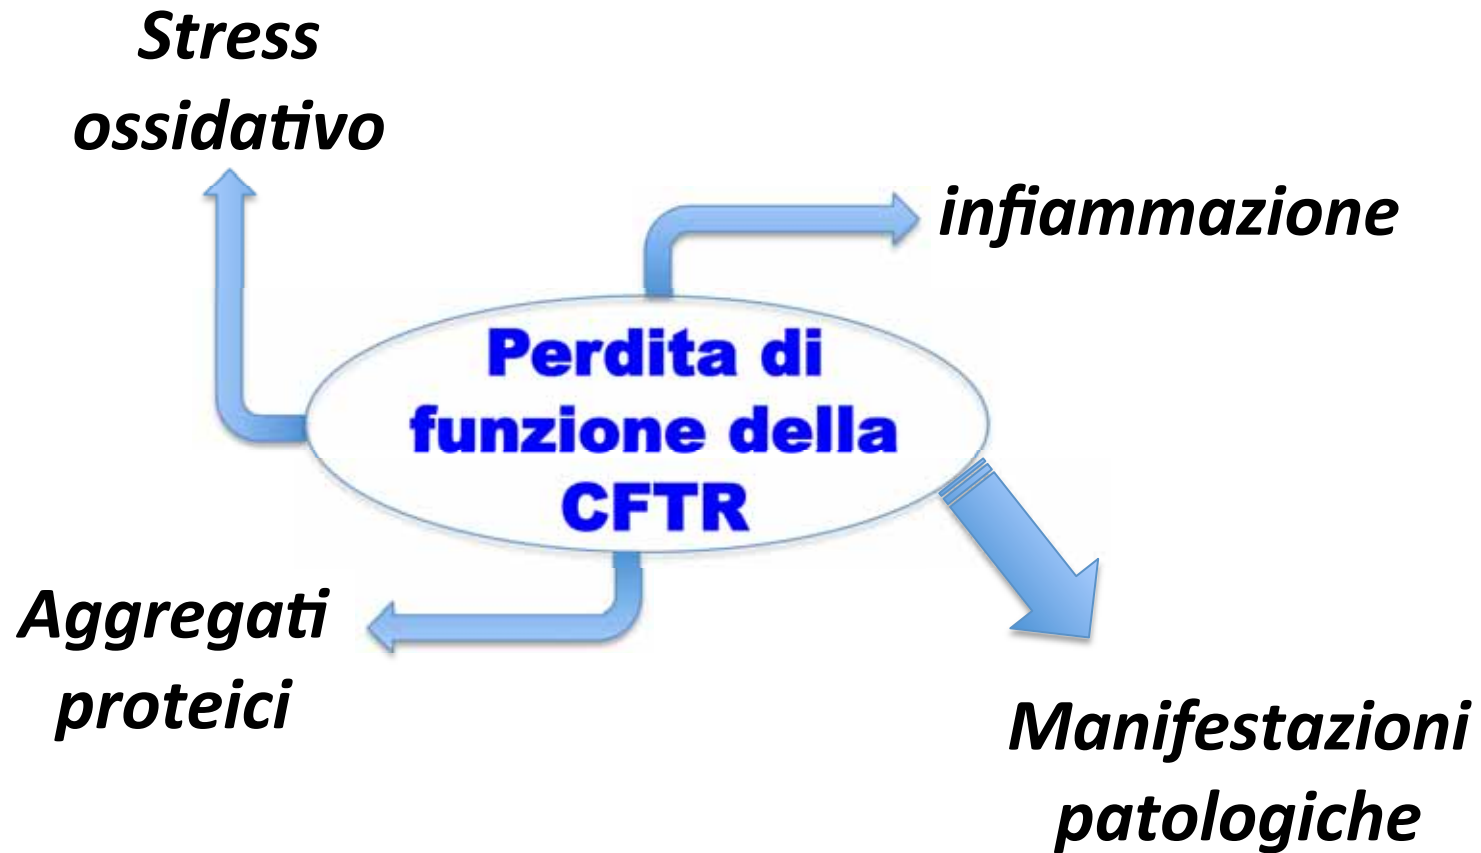 Stress
ossidativo
infiammazione
Perdita di
funzione della
CFTR
Aggregati
proteici
Manifestazioni
patologiche